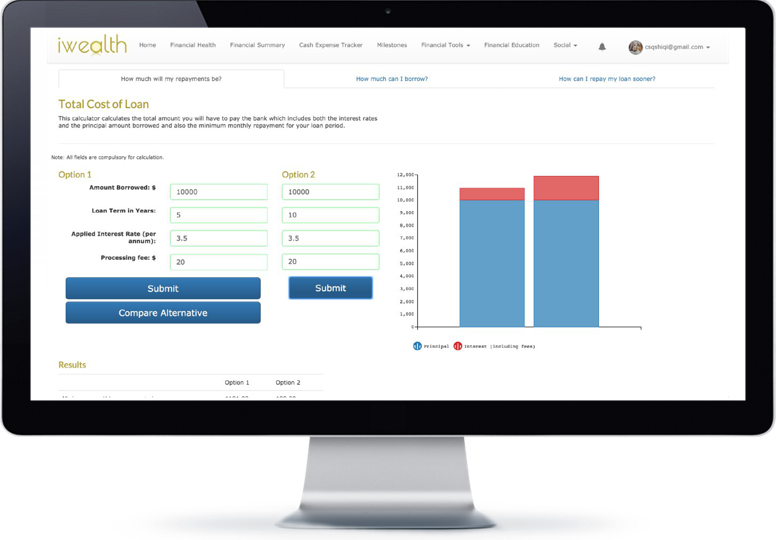 iwealth
Home Financial Health Financial Summary Cash Expense Tracker Milestones Financial Tools Financial Education Social csqshiqi@gmail.com
How much will my repayments be? How much can I borrow? How can I repay my loan sooner?
Total Cost of Loan
This calculator calculates the total amount you will have to pay the bank which includes both the interest rates
and the principal amount borrowed and also the minimum monthly repayment for your loan period.
Note: All fields are compulsory for calculation.
Option 1 Option 2
Amount Borrowed: $ 10000 10000
Loan Term in Years: 5 10
Applied Interest Rate (per
annum): 3.5 3.5
Processing fee: $ 20 20
Submit Submit
Compare Alternative
12,000
11,000
10,000
9,000
8,000
7,000
6,000
5,000
4,000
3,000
2,000
1,000
0
Principal Interest (including fees)
Results
Option 1 Option 2